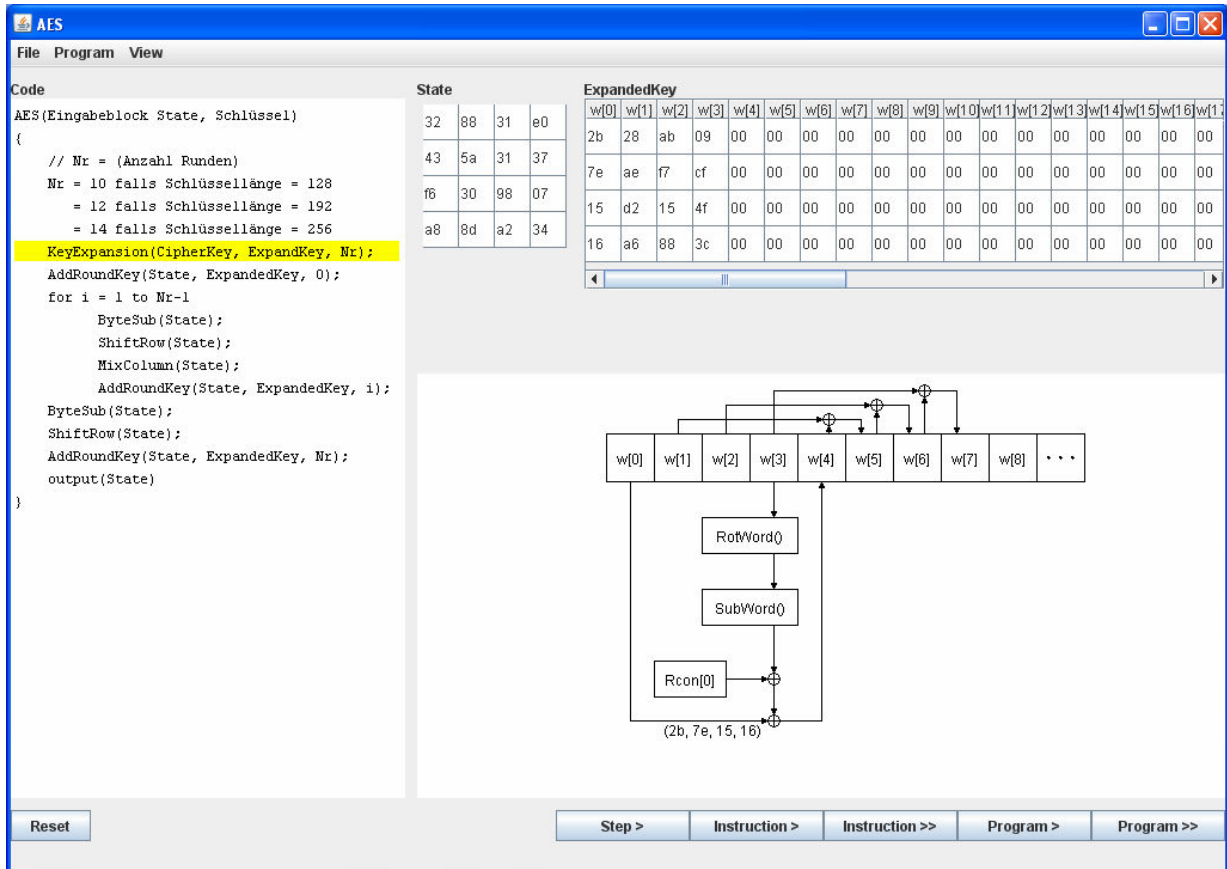 AES
File Program View
Code
AES(Eingabeblock State, Schlüssel)
{
// Nr = (Anzahl Runden)
Nr = 10 falls Schlüssellänge = 128
= 12 falls Schlüssellänge = 192
= 14 falls Schlüssellänge = 256
KeyExpansion(CipherKey, ExpandKey, Nr);
AddRoundKey(State, ExpandedKey, 0);
for i = 1 to Nr-1
ByteSub(State);
ShiftRow(State);
MixColumn(State);
AddRoundKey(State, ExpandedKey, i);
ByteSub(State);
ShiftRow(State);
AddRoundKey(State, ExpandedKey, Nr);
output(State)
}
State
32 88 31 e0
43 5a 31 37
f6 30 98 07
a8 8d a2 34
ExpandedKey
w[0] w[1] w[2] w[3] w[4] w[5] w[6] w[7] w[8] w[9] w[10] w[11] w[12] w[13] w[14] w[15] w[16] w[17
2b 28 ab 09 00 00 00 00 00 00 00 00 00 00 00 00 00 00
7e ae f7 cf 00 00 00 00 00 00 00 00 00 00 00 00 00 00
15 d2 15 4f 00 00 00 00 00 00 00 00 00 00 00 00 00 00
16 a6 88 3c 00 00 00 00 00 00 00 00 00 00 00 00 00 00
w[0] w[1] w[2] w[3] w[4] w[5] w[6] w[7] w[8] · · ·
RotWord()
SubWord()
Rcon[0]
(2b, 7e, 15, 16)
Reset Step > Instruction > Instruction >> Program > Program >>